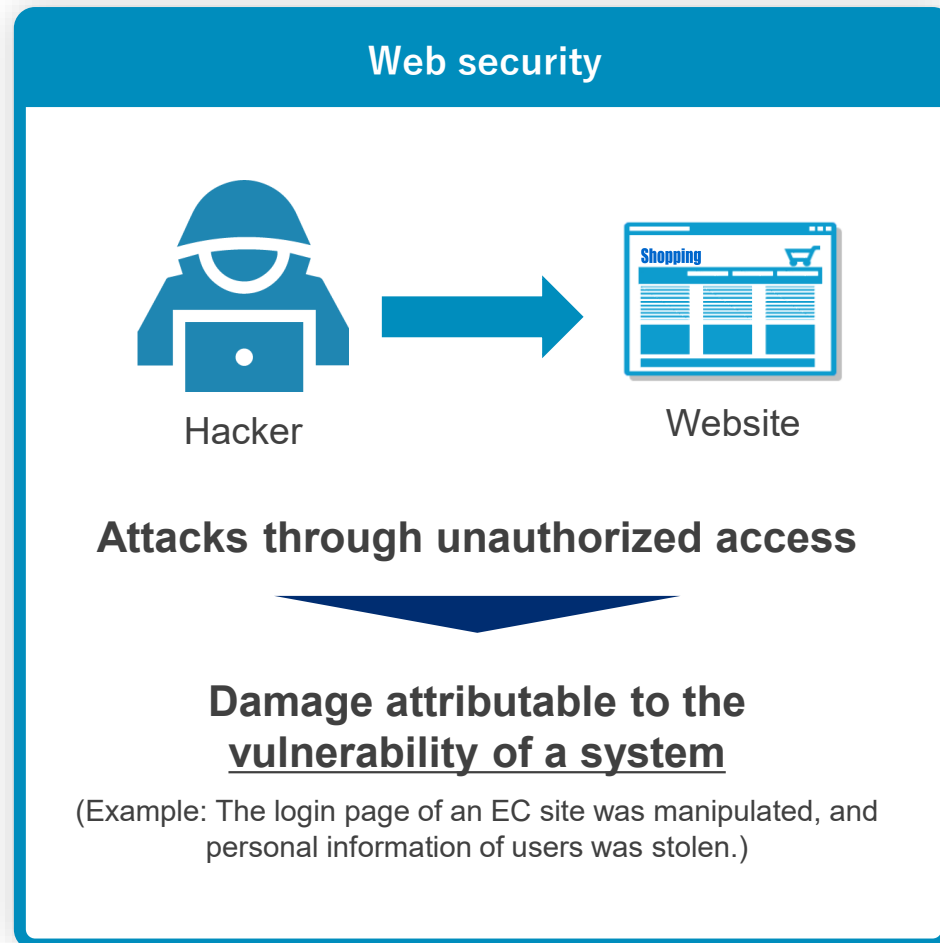 Web security
Shopping
Hacker
Website
Attacks through unauthorized access
Damage attributable to the
vulnerability of a system
(Example: The login page of an EC site was manipulated, and
personal information of users was stolen.)